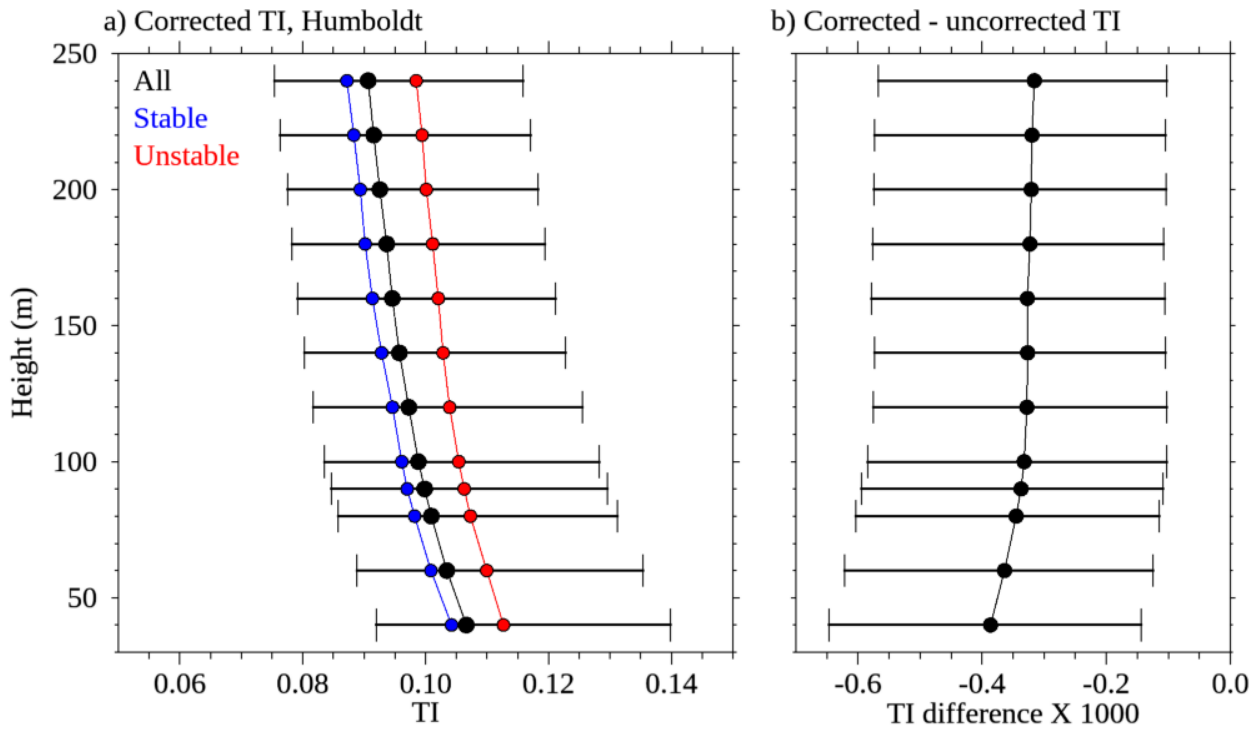 a) Corrected TI, Humboldt
b) Corrected - uncorrected TI
250
200
150
100
50
Height (m)
All
Stable
Unstable
0.06 0.08 0.10 0.12 0.14
TI
-0.6 -0.4 -0.2 0.0
TI difference X 1000